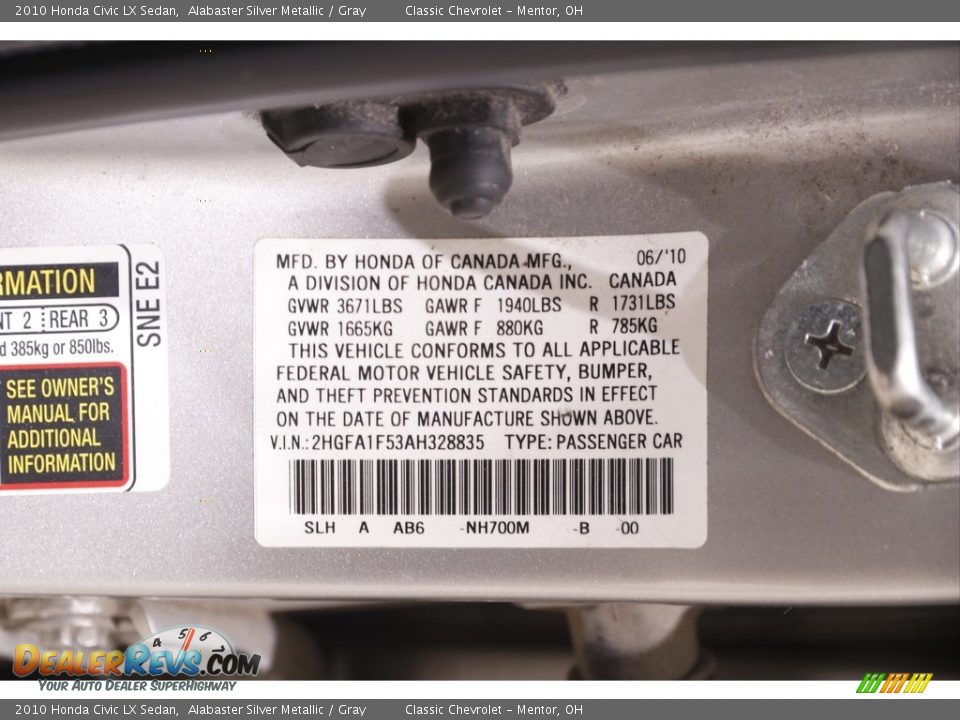 2010 Honda Civic LX Sedan, Alabaster Silver Metallic / Gray Classic Chevrolet – Mentor, OH
RMATION
NT 2 REAR 3
d 385kg or 850lbs.
SEE OWNER'S
MANUAL FOR
ADDITIONAL
INFORMATION
SNE E2
MFD. BY HONDA OF CANADA MFG., 06/'10
A DIVISION OF HONDA CANADA INC. CANADA
GVWR 3671LBS GAWR F 1940LBS R 1731LBS
GVWR 1665KG GAWR F 880KG R 785KG
THIS VEHICLE CONFORMS TO ALL APPLICABLE
FEDERAL MOTOR VEHICLE SAFETY, BUMPER,
AND THEFT PREVENTION STANDARDS IN EFFECT
ON THE DATE OF MANUFACTURE SHOWN ABOVE.
V.I.N.: 2HGFA1F53AH328835 TYPE: PASSENGER CAR
SLH A AB6 -NH700M -B -00
4 5 6
DEALERREVS.COM
YOUR AUTO DEALER SUPERHIGHWAY
2010 Honda Civic LX Sedan, Alabaster Silver Metallic / Gray Classic Chevrolet – Mentor, OH